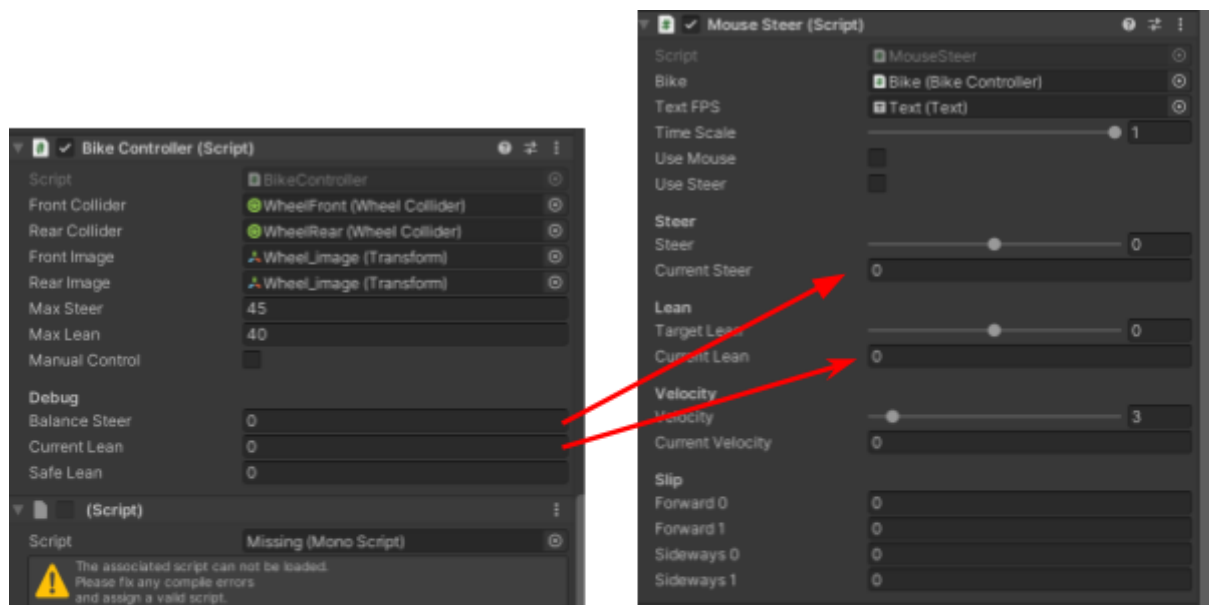 Bike Controller (Script)
Script BikeController
Front Collider WheelFront (Wheel Collider)
Rear Collider WheelRear (Wheel Collider)
Front Image Wheel_image (Transform)
Rear Image Wheel_image (Transform)
Max Steer 45
Max Lean 40
Manual Control
Debug
Balance Steer 0
Current Lean 0
Safe Lean 0
(Script)
Script Missing (Mono Script)
The associated script can not be loaded.
Please fix any compile errors
and assign a valid script.
Mouse Steer (Script)
Script MouseSteer
Bike Bike (Bike Controller)
Text FPS Text (Text)
Time Scale 1
Use Mouse
Use Steer
Steer
Steer 0
Current Steer 0
Lean
Target Lean 0
Current Lean 0
Velocity
Velocity 3
Current Velocity 0
Slip
Forward 0 0
Forward 1 0
Sideways 0 0
Sideways 1 0